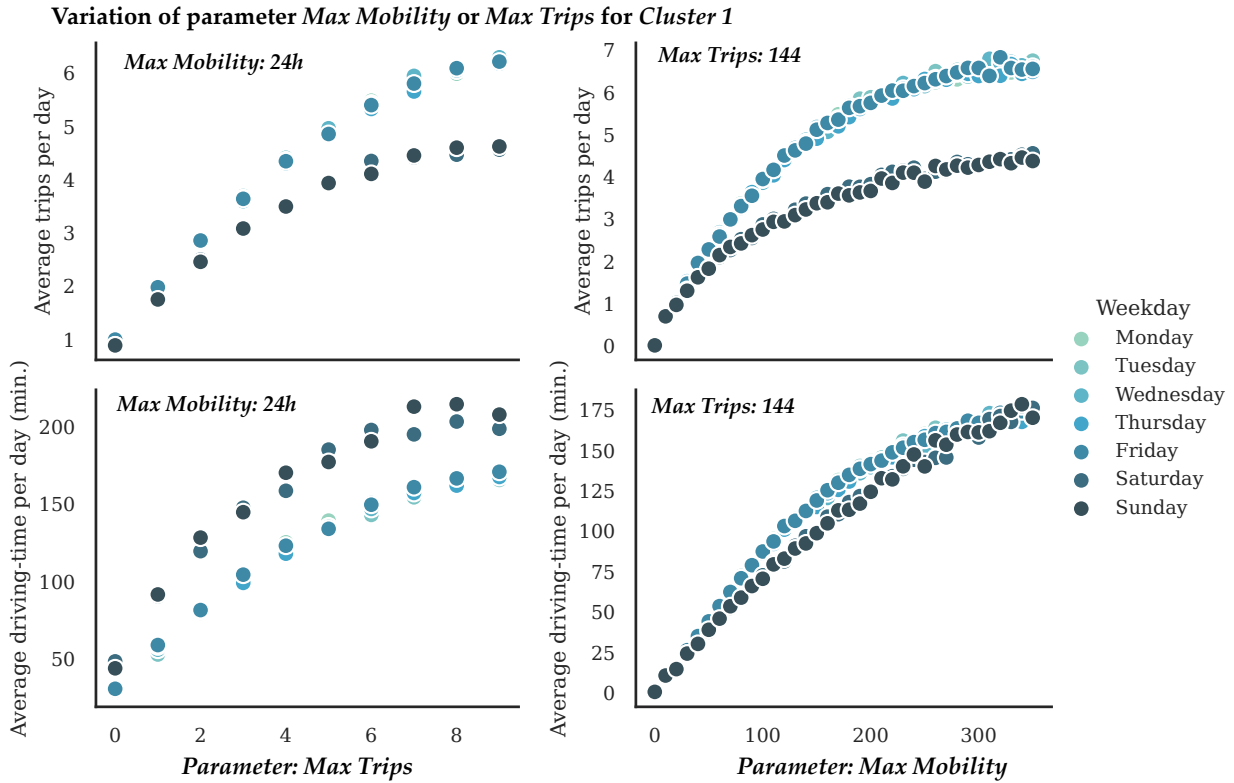 Variation of parameter Max Mobility or Max Trips for Cluster 1
Average trips per day
6
5
4
3
2
1
Max Mobility: 24h
Average trips per day
7
6
5
4
3
2
1
0
Max Trips: 144
Average driving-time per day (min.)
200
150
100
50
Max Mobility: 24h
0 2 4 6 8
Parameter: Max Trips
Average driving-time per day (min.)
175
150
125
100
75
50
25
0
Max Trips: 144
0 100 200 300
Parameter: Max Mobility
Weekday
Monday
Tuesday
Wednesday
Thursday
Friday
Saturday
Sunday